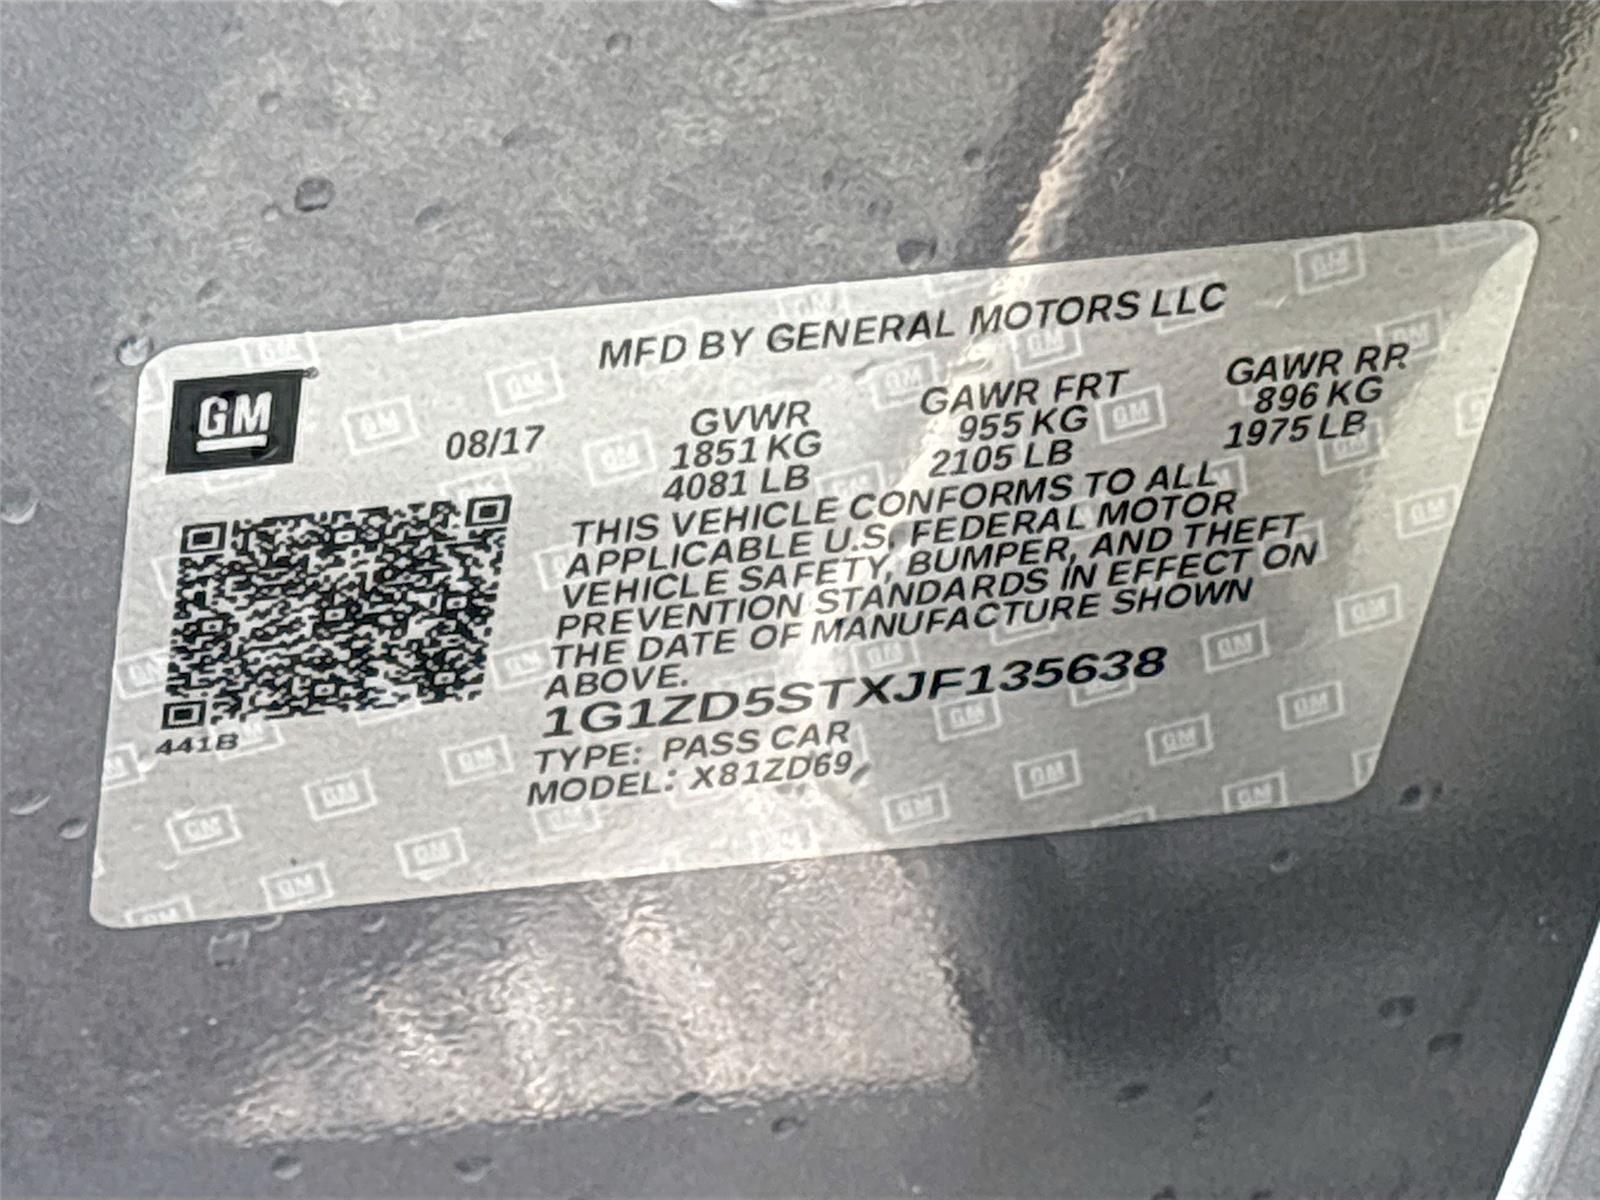 MFD BY GENERAL MOTORS LLC
GM
08/17
GVWR
1851 KG
4081 LB
GAWR FRT
955 KG
2105 LB
GAWR RR
896 KG
1975 LB
THIS VEHICLE CONFORMS TO ALL
APPLICABLE U.S. FEDERAL MOTOR
VEHICLE SAFETY, BUMPER, AND THEFT
PREVENTION STANDARDS IN EFFECT ON
THE DATE OF MANUFACTURE SHOWN
ABOVE.
1G1ZD5STXJF135638
TYPE: PASS CAR
MODEL: X81ZD69
441B